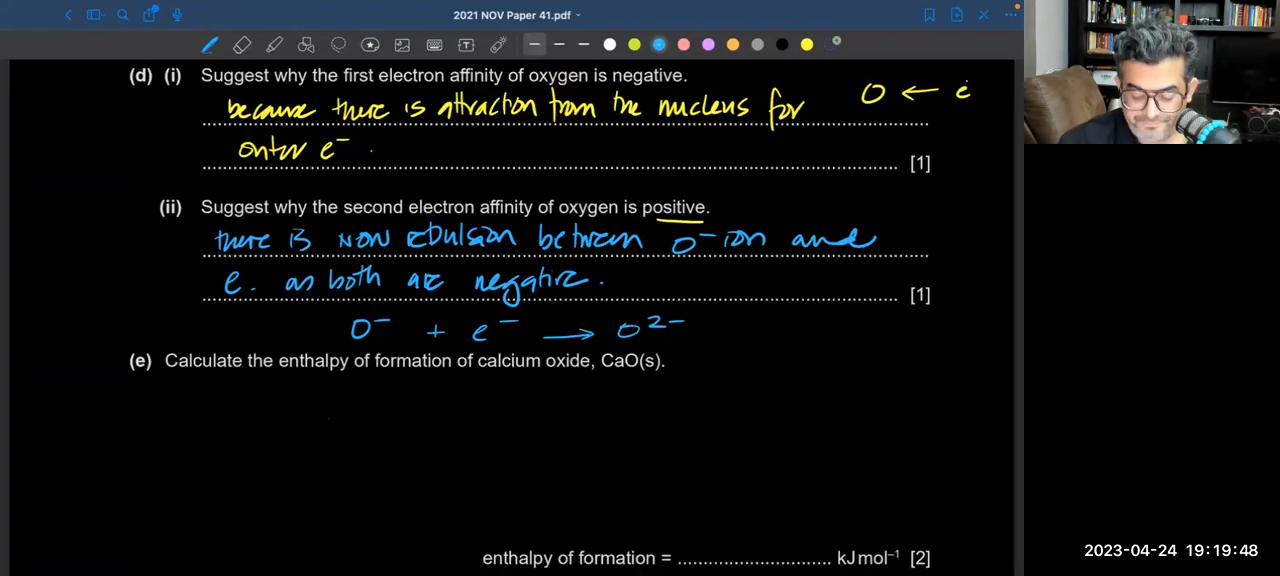 2021 NOV Paper 41.pdf
(d) (i) Suggest why the first electron affinity of oxygen is negative.
because there is attraction from the nucleus for O ← e
outer e⁻ . [1]
(ii) Suggest why the second electron affinity of oxygen is positive.
there is now repulsion between O⁻ ion and
e. as both are negative. [1]
O⁻ + e⁻ → O²⁻
(e) Calculate the enthalpy of formation of calcium oxide, CaO(s).
enthalpy of formation = .............................. kJ mol⁻¹ [2]
2023-04-24 19:19:48